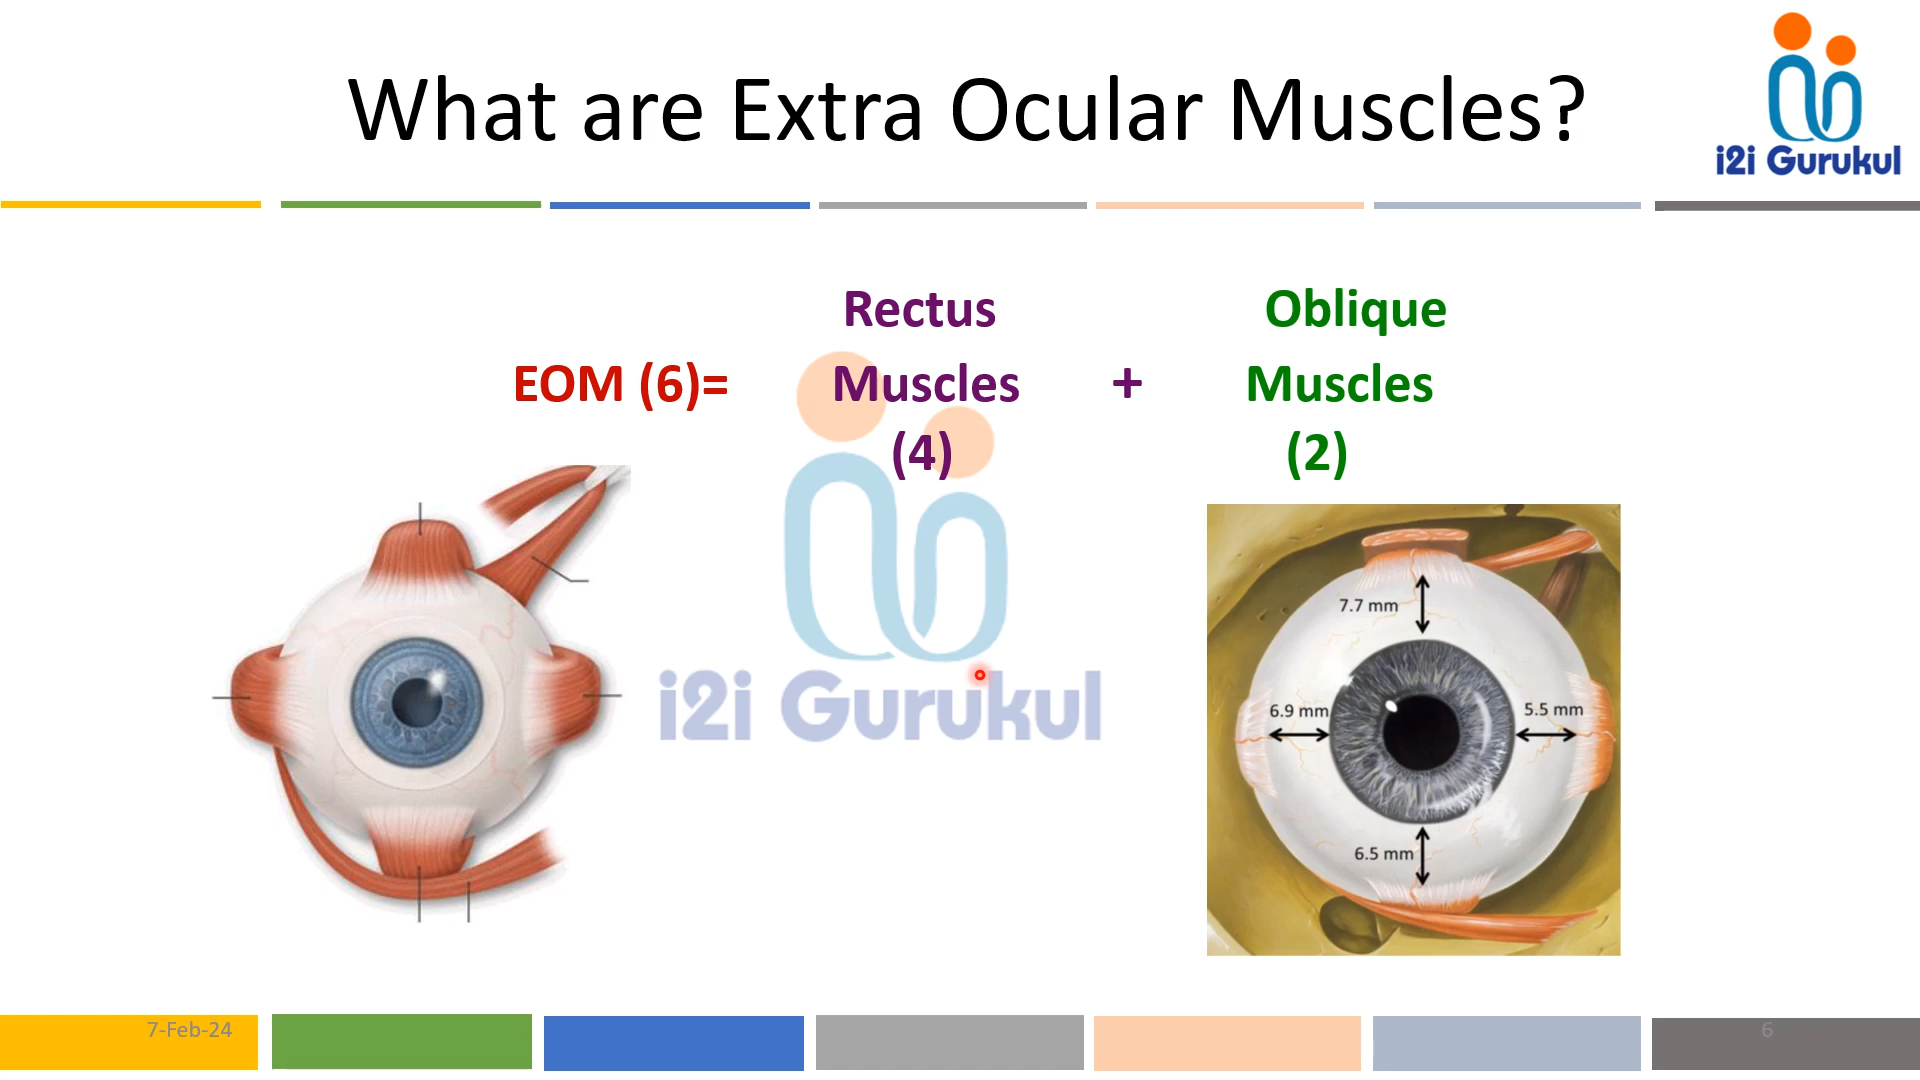 What are Extra Ocular Muscles?
i2i Gurukul
Rectus
Oblique
EOM (6)=
Muscles
+
Muscles
(4)
(2)
i2i Gurukul
7.7 mm
6.9 mm
5.5 mm
6.5 mm
7-Feb-24
6